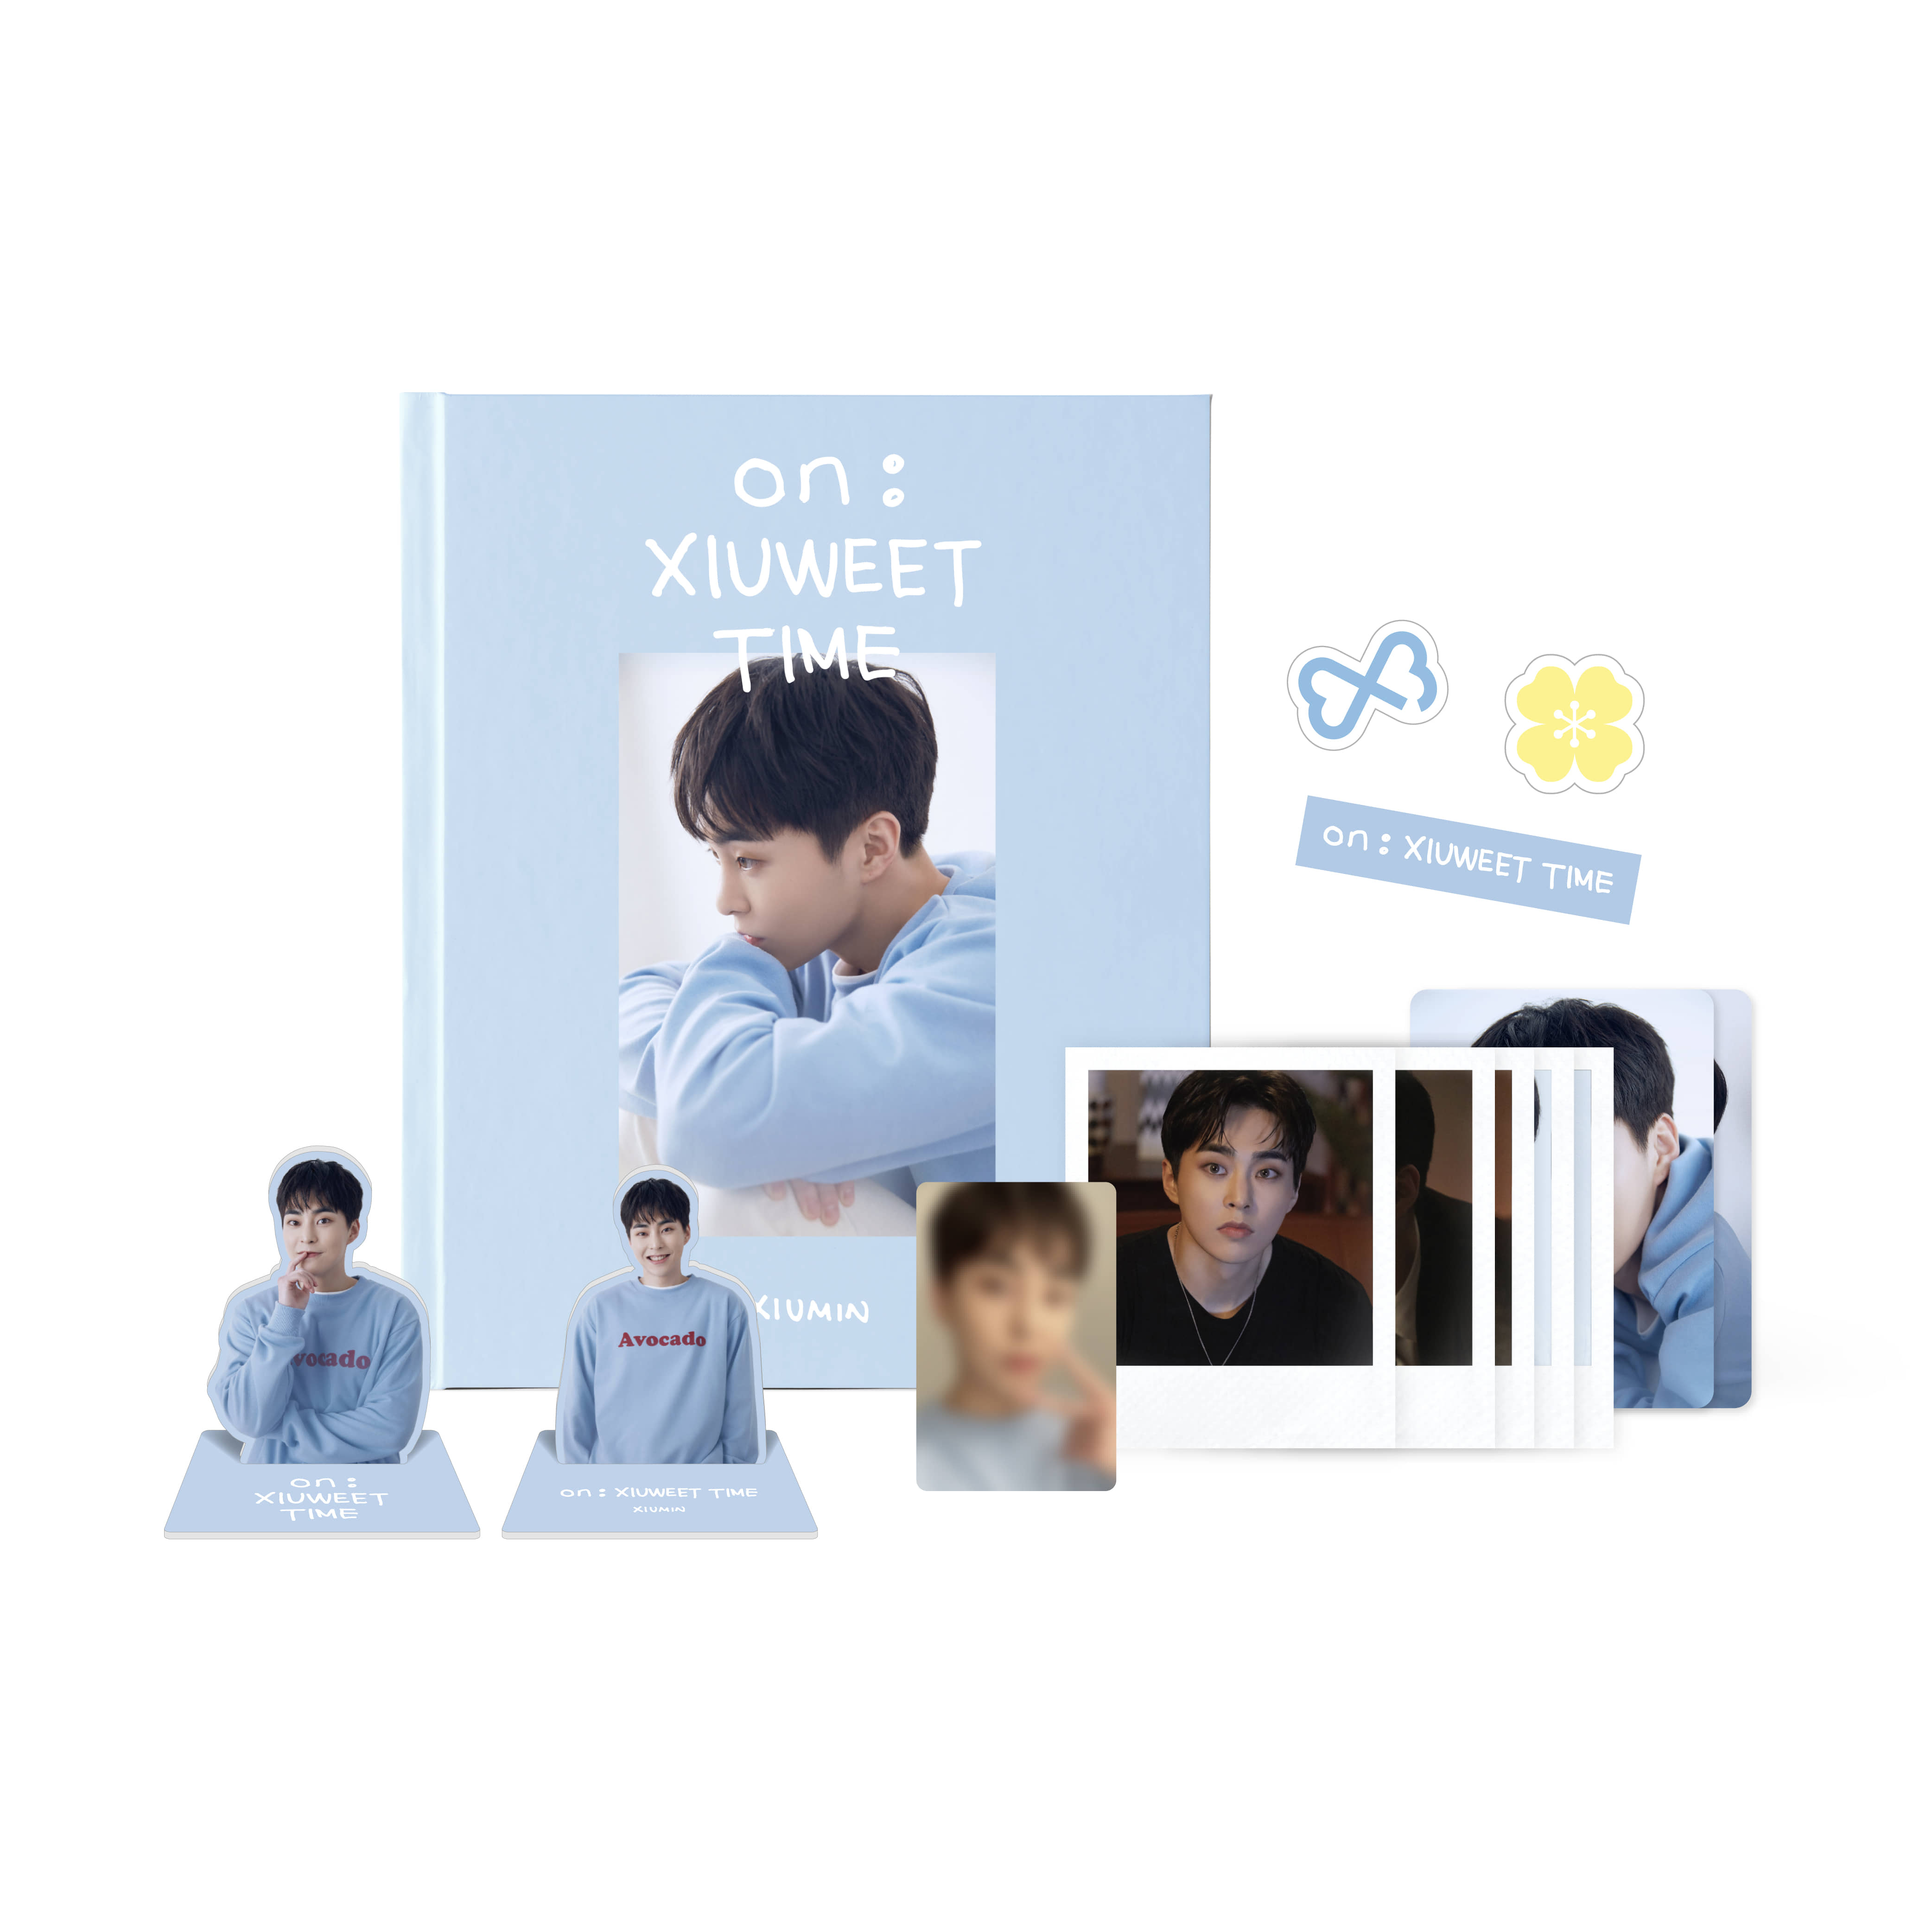 on:
XIUWEET
TIME
XIUMIN
on: XIUWEET TIME
vocado
on:
XIUWEET
TIME
Avocado
on: XIUWEET TIME
XIUMIN